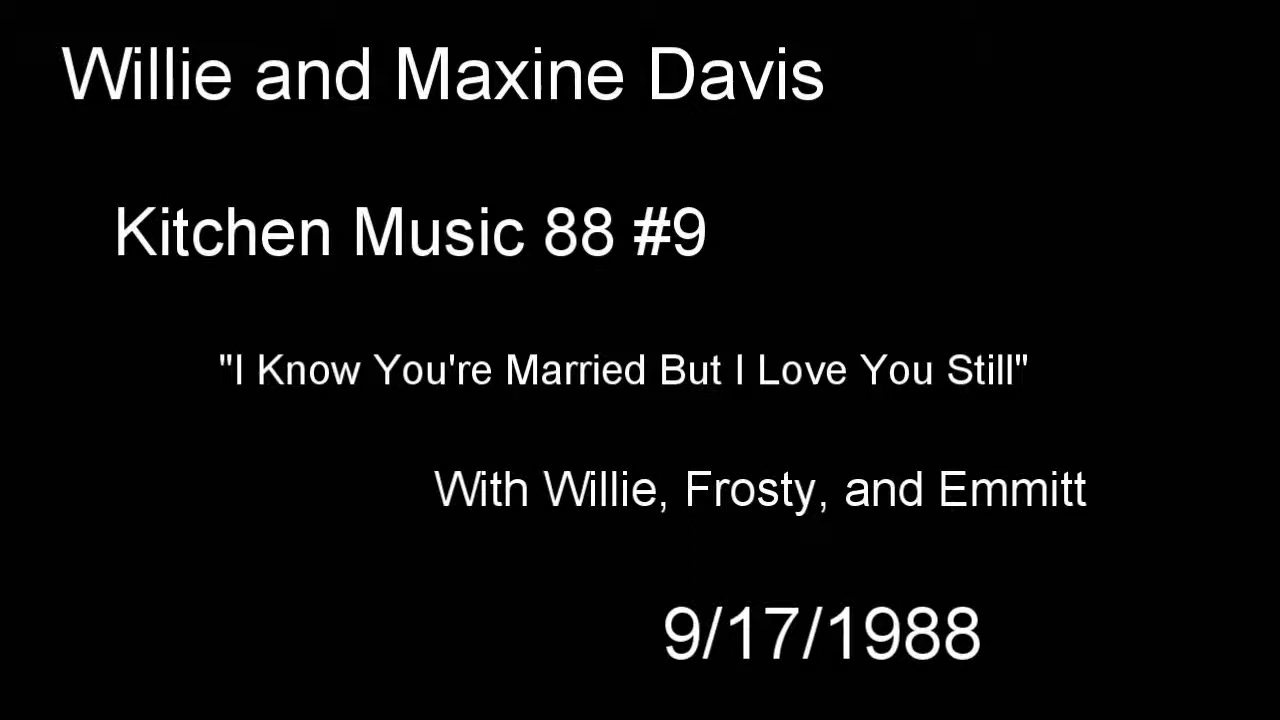 Willie and Maxine Davis
Kitchen Music 88 #9
"I Know You're Married But I Love You Still"
With Willie, Frosty, and Emmitt
9/17/1988